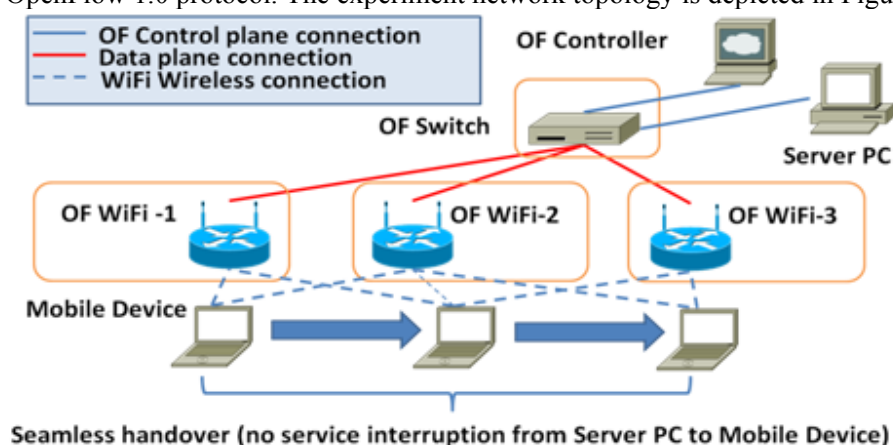 OpenFlow 1.0 protocol. The experiment network topology is depicted in Figu
OF Control plane connection
Data plane connection
WiFi Wireless connection
OF Controller
OF Switch
Server PC
OF WiFi -1
OF WiFi-2
OF WiFi-3
Mobile Device
Seamless handover (no service interruption from Server PC to Mobile Device)